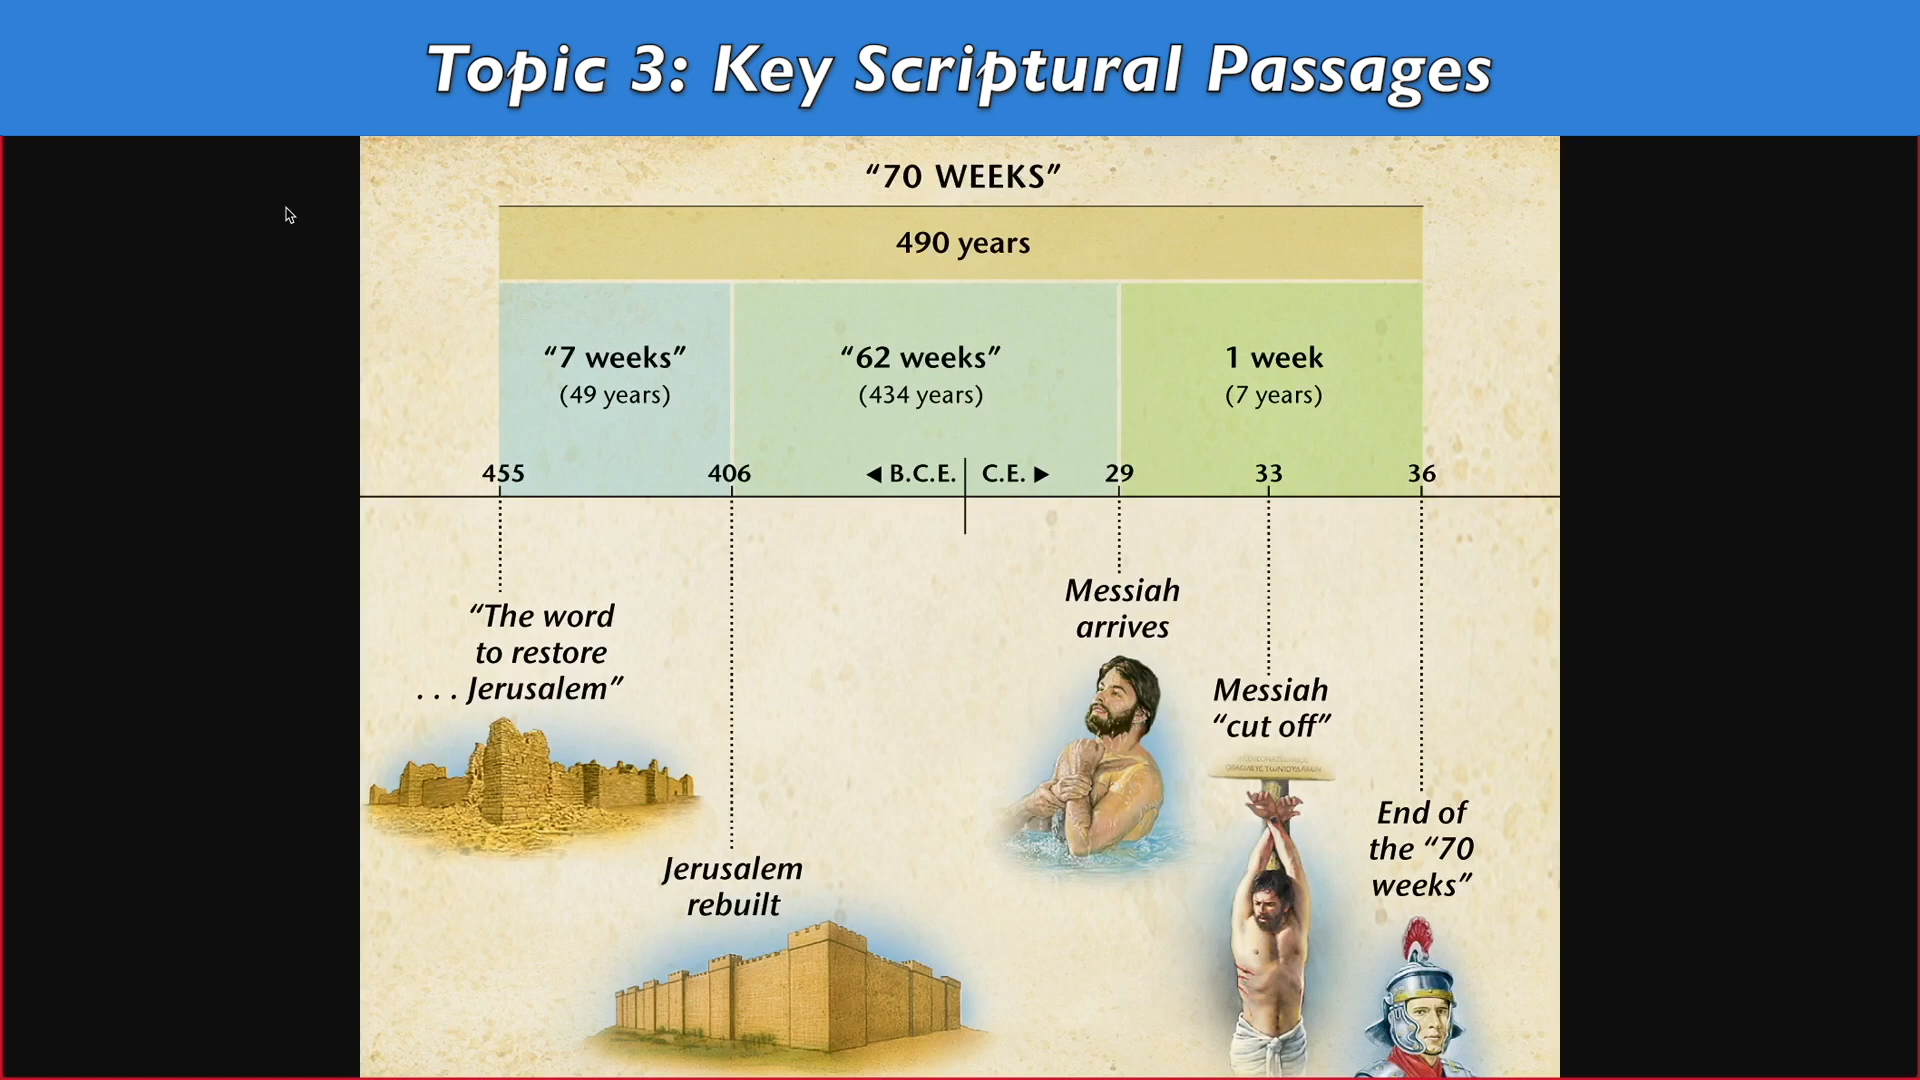 Topic 3: Key Scriptural Passages
“70 WEEKS”
490 years
“7 weeks”
(49 years)
“62 weeks”
(434 years)
1 week
(7 years)
455
406
◀ B.C.E.
C.E. ▶
29
33
36
“The word
to restore
. . . Jerusalem”
Jerusalem
rebuilt
Messiah
arrives
Messiah
“cut off”
End of
the “70
weeks”